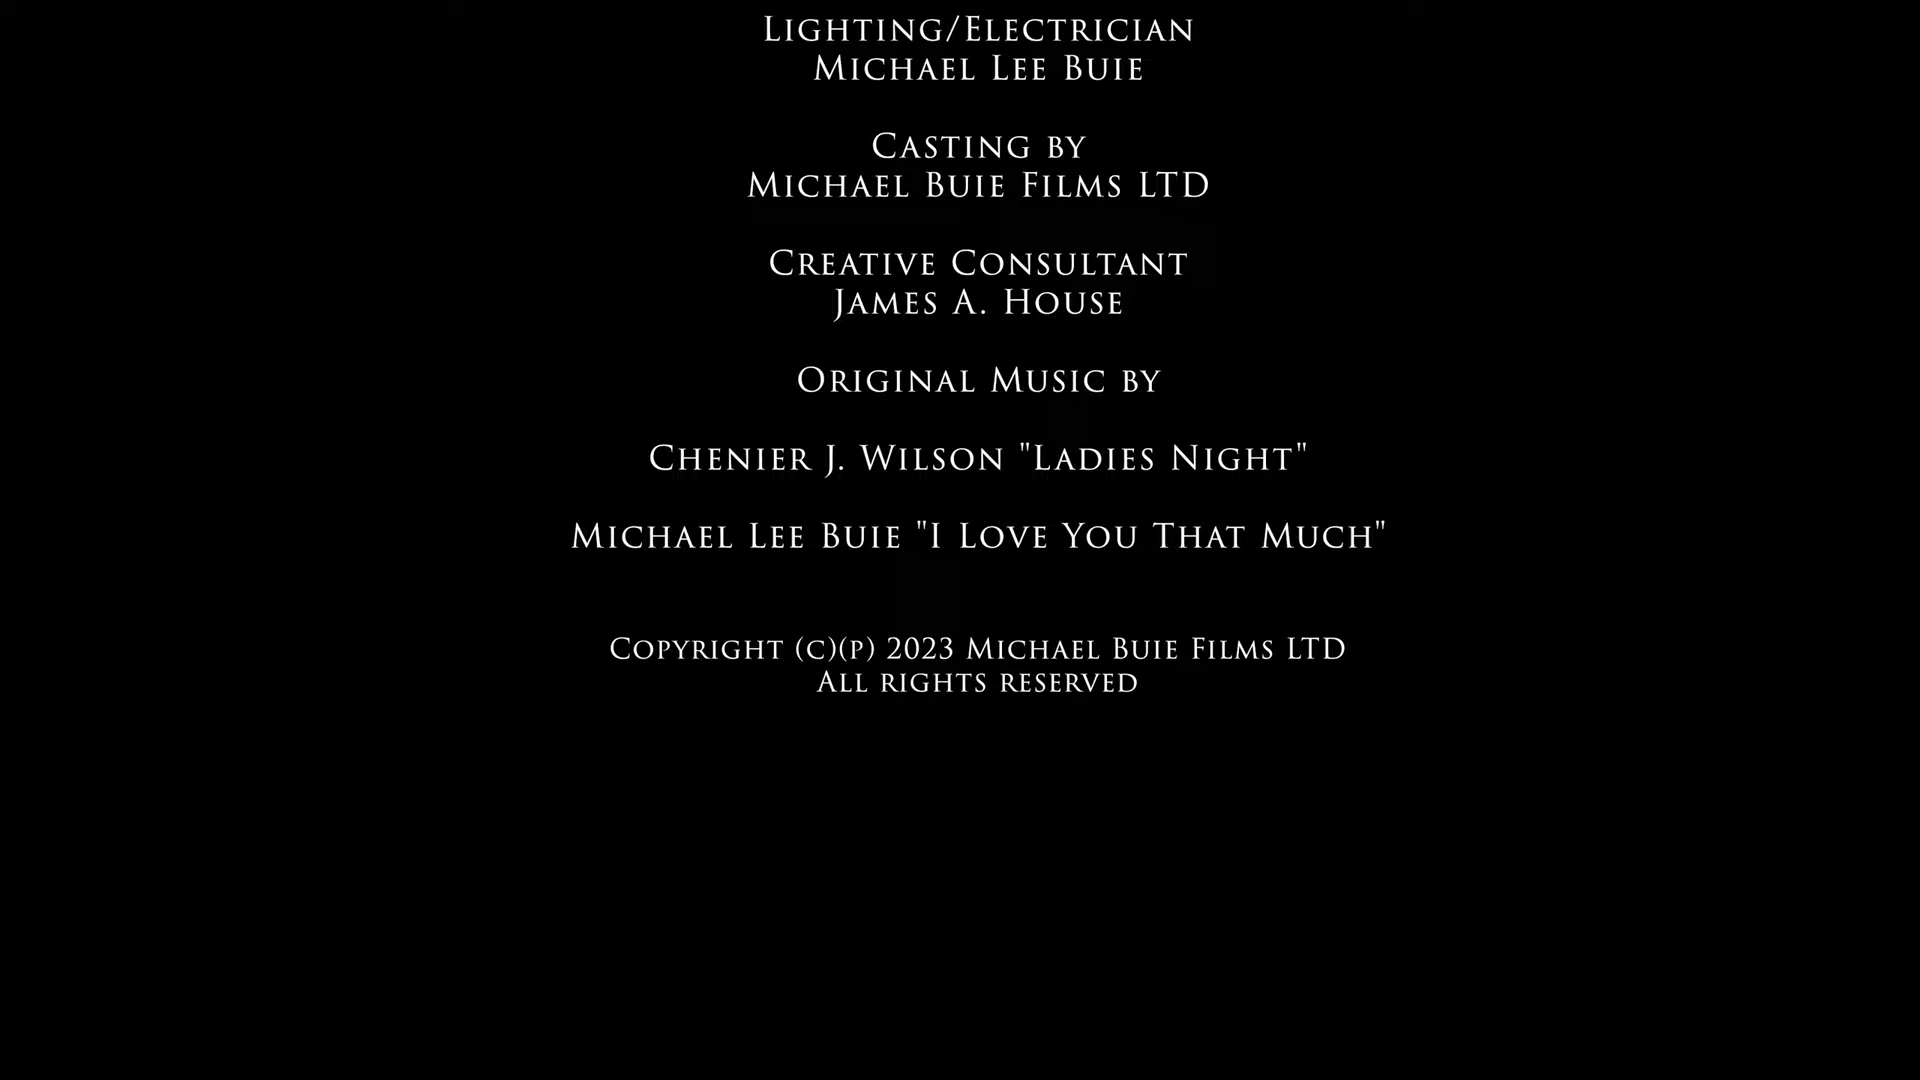 Lighting/Electrician
Michael Lee Buie
Casting by
Michael Buie Films LTD
Creative Consultant
James A. House
Original Music by
Chenier J. Wilson "Ladies Night"
Michael Lee Buie "I Love You That Much"
Copyright (c)(p) 2023 Michael Buie Films LTD
All rights reserved